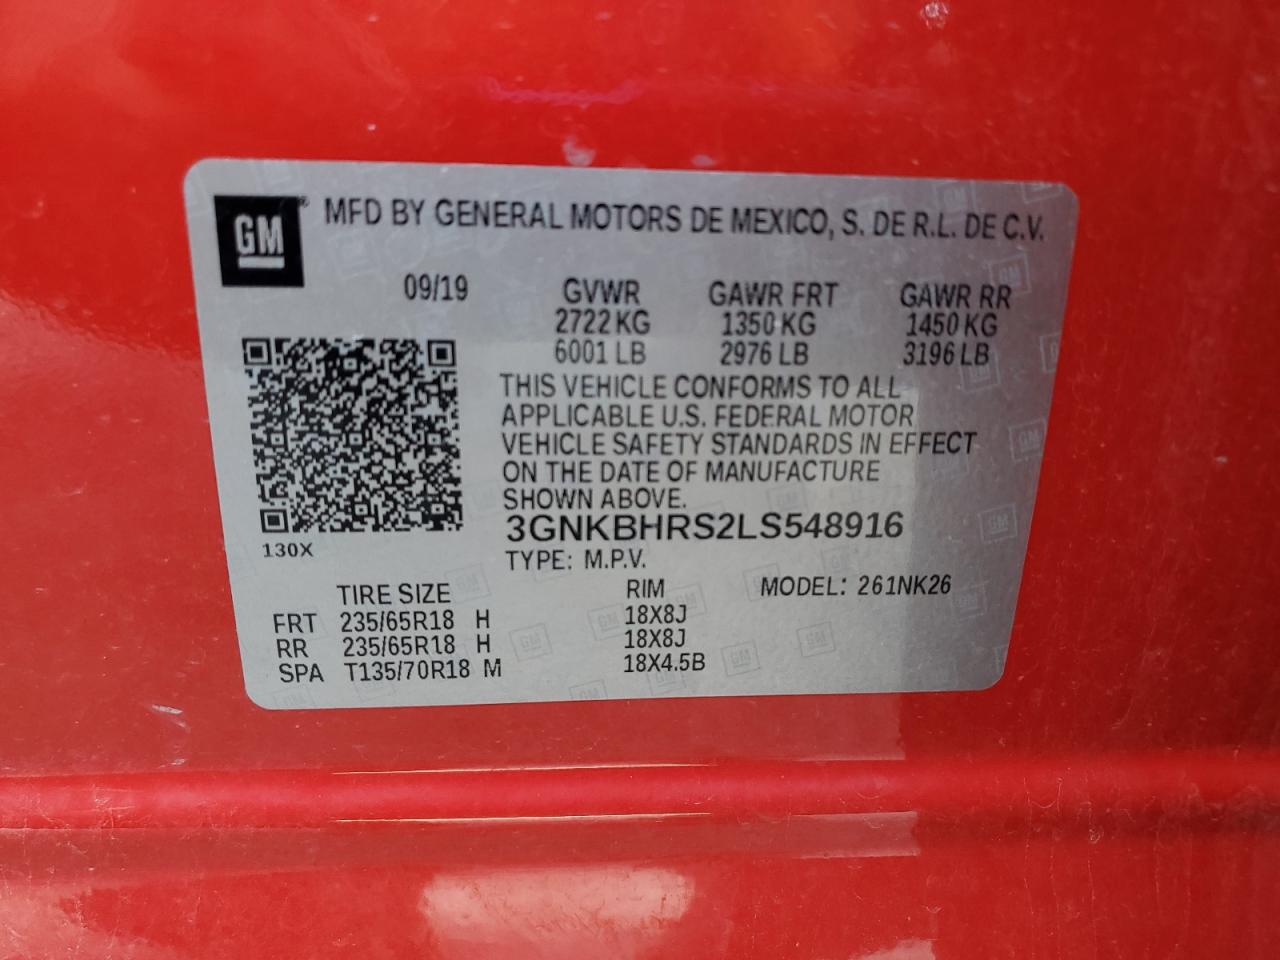 GM® MFD BY GENERAL MOTORS DE MEXICO, S. DE R.L. DE C.V.
09/19 GVWR GAWR FRT GAWR RR
2722 KG 1350 KG 1450 KG
6001 LB 2976 LB 3196 LB
THIS VEHICLE CONFORMS TO ALL
APPLICABLE U.S. FEDERAL MOTOR
VEHICLE SAFETY STANDARDS IN EFFECT
ON THE DATE OF MANUFACTURE
SHOWN ABOVE.
3GNKBHRS2LS548916
130X
TYPE: M.P.V.
TIRE SIZE RIM MODEL: 261NK26
FRT 235/65R18 H 18X8J
RR 235/65R18 H 18X8J
SPA T135/70R18 M 18X4.5B